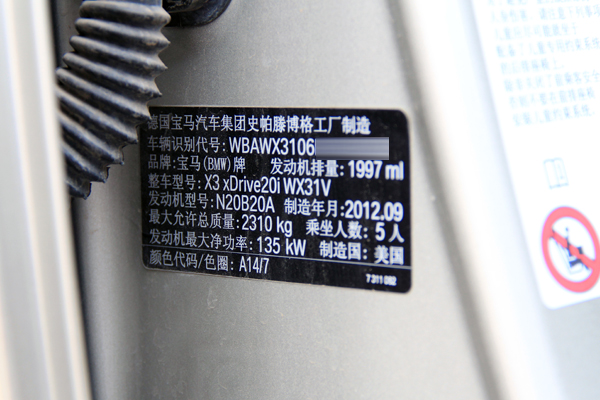 德国宝马汽车集团史帕滕博格工厂制造
车辆识别代号: WBAWX3106
品牌: 宝马(BMW)牌 发动机排量: 1997 ml
整车型号: X3 xDrive20i WX31V
发动机型号: N20B20A 制造年月: 2012.09
最大允许总质量: 2310 kg 乘坐人数: 5 人
发动机最大净功率: 135 kW 制造国: 美国
颜色代码/色圈: A14/7
7 311 082